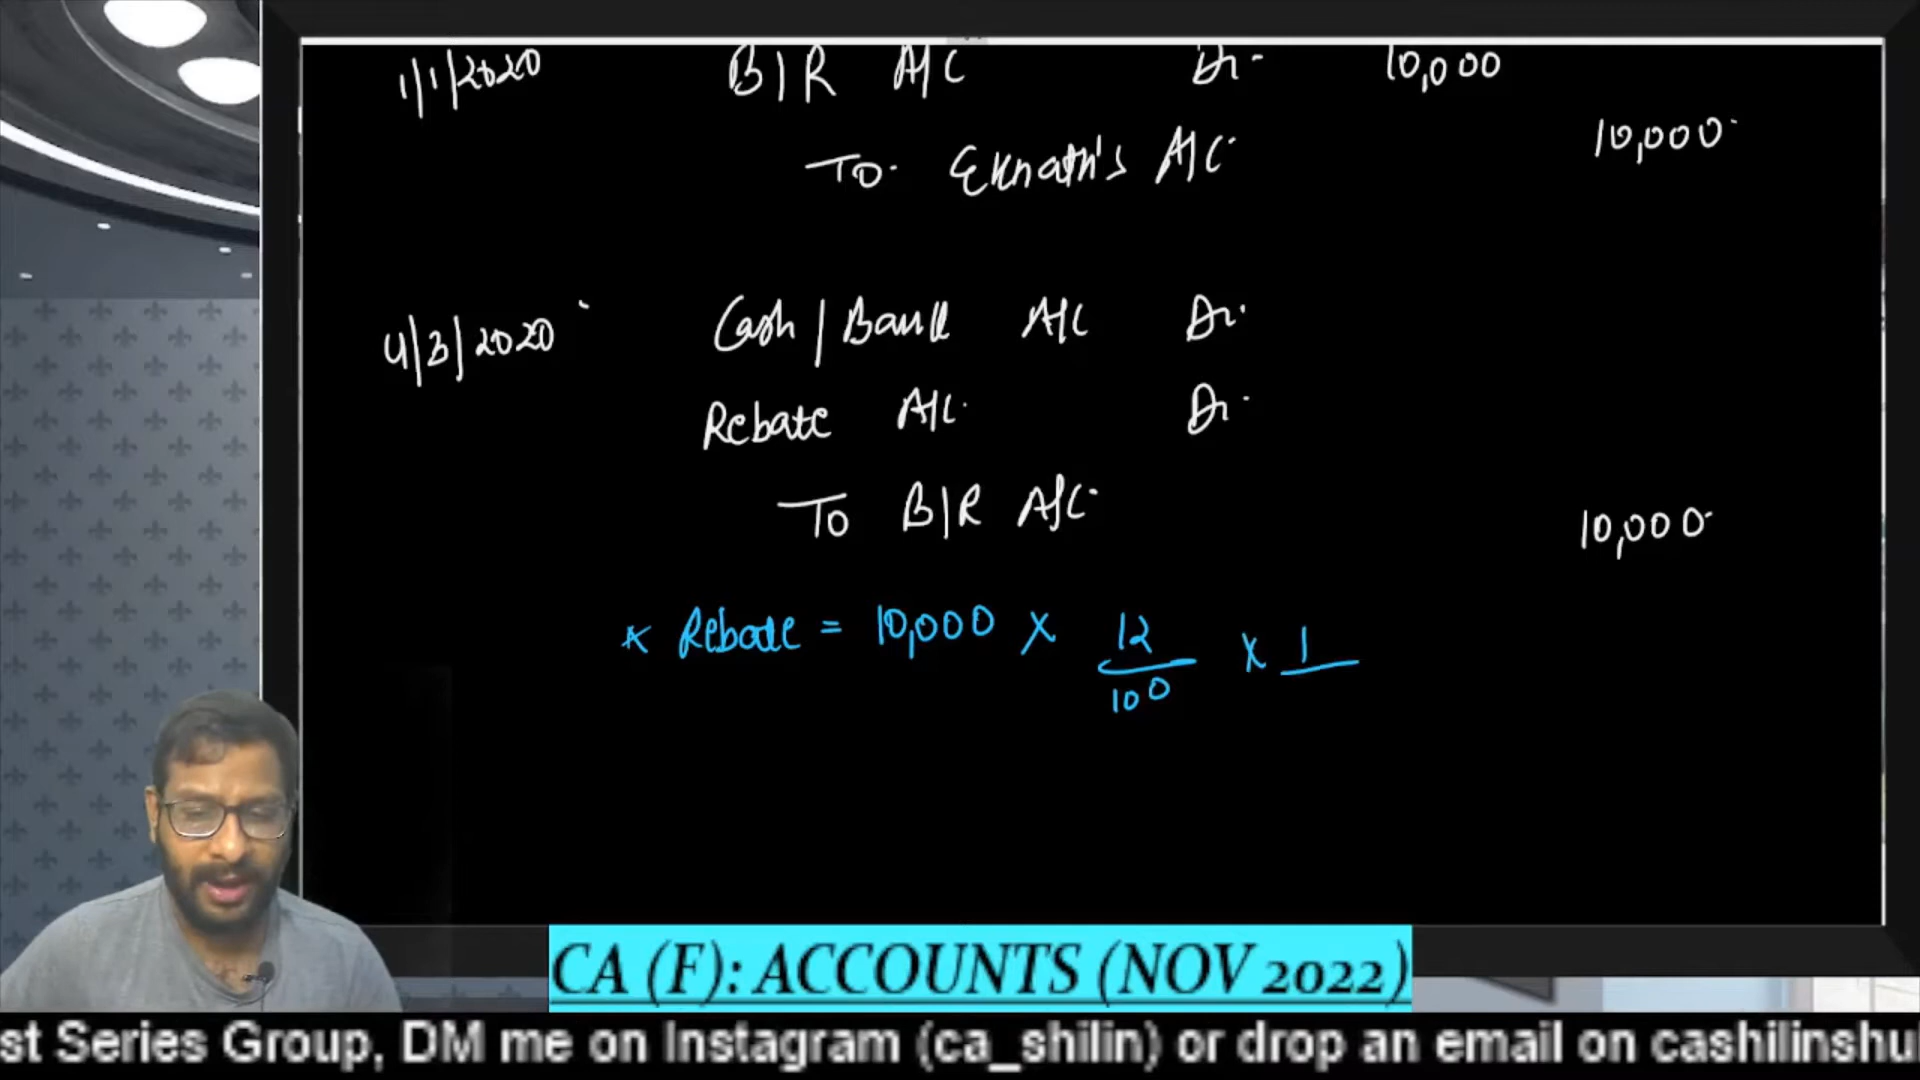 1/1/2020 B/R A/C Dr. 10,000
To Eknath's A/C 10,000
4/3/2020 Cash/Bank A/C Dr.
Rebate A/C Dr.
To B/R A/C 10,000
* Rebate = 10,000 x 12/100 x 1
CA (F): ACCOUNTS (NOV 2022)
st Series Group, DM me on Instagram (ca_shilin) or drop an email on cashilinshu